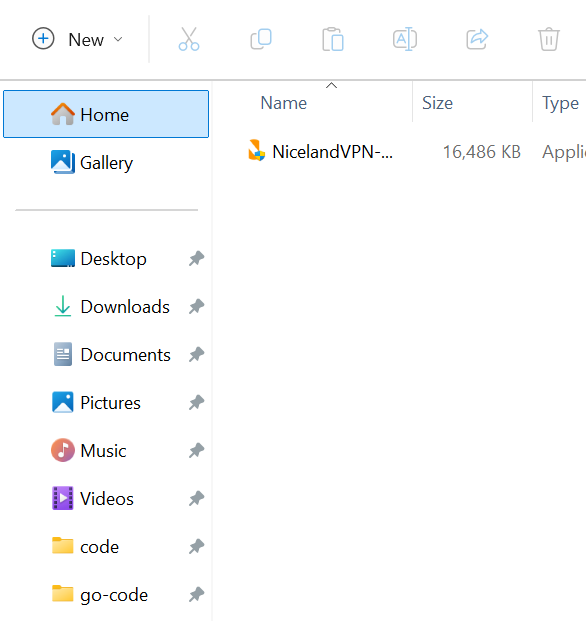 New
Name Size Type
NicelandVPN-... 16,486 KB Appli
Home
Gallery
Desktop
Downloads
Documents
Pictures
Music
Videos
code
go-code